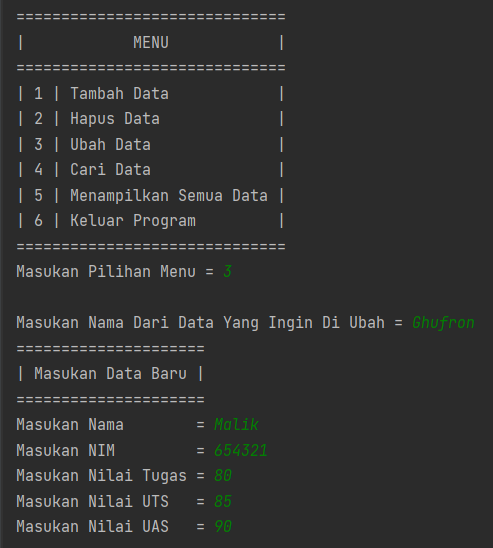 ==============================
|            MENU            |
==============================
| 1 | Tambah Data            |
| 2 | Hapus Data             |
| 3 | Ubah Data              |
| 4 | Cari Data              |
| 5 | Menampilkan Semua Data |
| 6 | Keluar Program         |
==============================
Masukan Pilihan Menu = 3

Masukan Nama Dari Data Yang Ingin Di Ubah = Ghufron
=====================
| Masukan Data Baru |
=====================
Masukan Nama        = Malik
Masukan NIM         = 654321
Masukan Nilai Tugas = 80
Masukan Nilai UTS   = 85
Masukan Nilai UAS   = 90